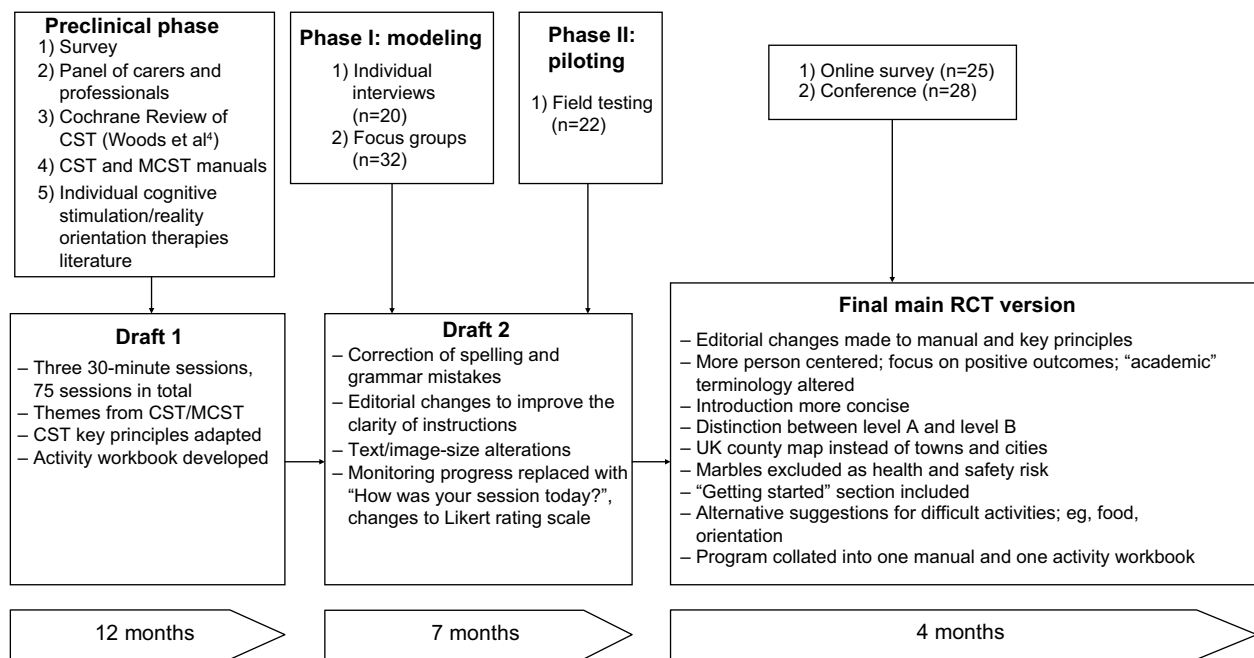 Preclinical phase
1) Survey
2) Panel of carers and
professionals
3) Cochrane Review of
CST (Woods et al⁴)
4) CST and MCST manuals
5) Individual cognitive
stimulation/reality
orientation therapies
literature
Phase I: modeling
1) Individual
interviews
(n=20)
2) Focus groups
(n=32)
Phase II:
piloting
1) Field testing
(n=22)
1) Online survey (n=25)
2) Conference (n=28)
Draft 1
– Three 30-minute sessions,
75 sessions in total
– Themes from CST/MCST
– CST key principles adapted
– Activity workbook developed
Draft 2
– Correction of spelling and
grammar mistakes
– Editorial changes to improve the
clarity of instructions
– Text/image-size alterations
– Monitoring progress replaced with
“How was your session today?”,
changes to Likert rating scale
Final main RCT version
– Editorial changes made to manual and key principles
– More person centered; focus on positive outcomes; “academic”
terminology altered
– Introduction more concise
– Distinction between level A and level B
– UK county map instead of towns and cities
– Marbles excluded as health and safety risk
– “Getting started” section included
– Alternative suggestions for difficult activities; eg, food,
orientation
– Program collated into one manual and one activity workbook
12 months
7 months
4 months